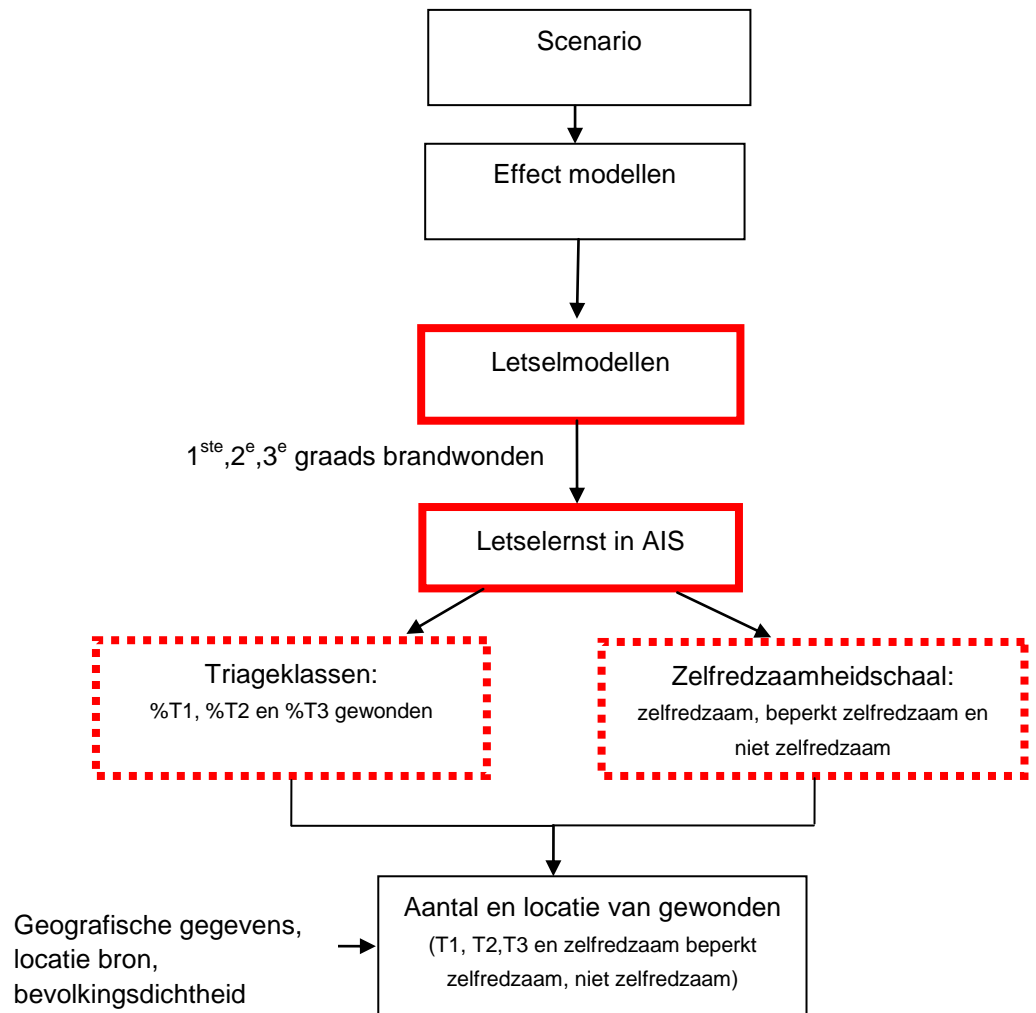 Scenario
Effect modellen
Letselmodellen
1ste,2e,3e graads brandwonden
Letselernst in AIS
Triageklassen:
%T1, %T2 en %T3 gewonden
Zelfredzaamheidschaal:
zelfredzaam, beperkt zelfredzaam en
niet zelfredzaam
Geografische gegevens,
locatie bron,
bevolkingsdichtheid
Aantal en locatie van gewonden
(T1, T2,T3 en zelfredzaam beperkt
zelfredzaam, niet zelfredzaam)